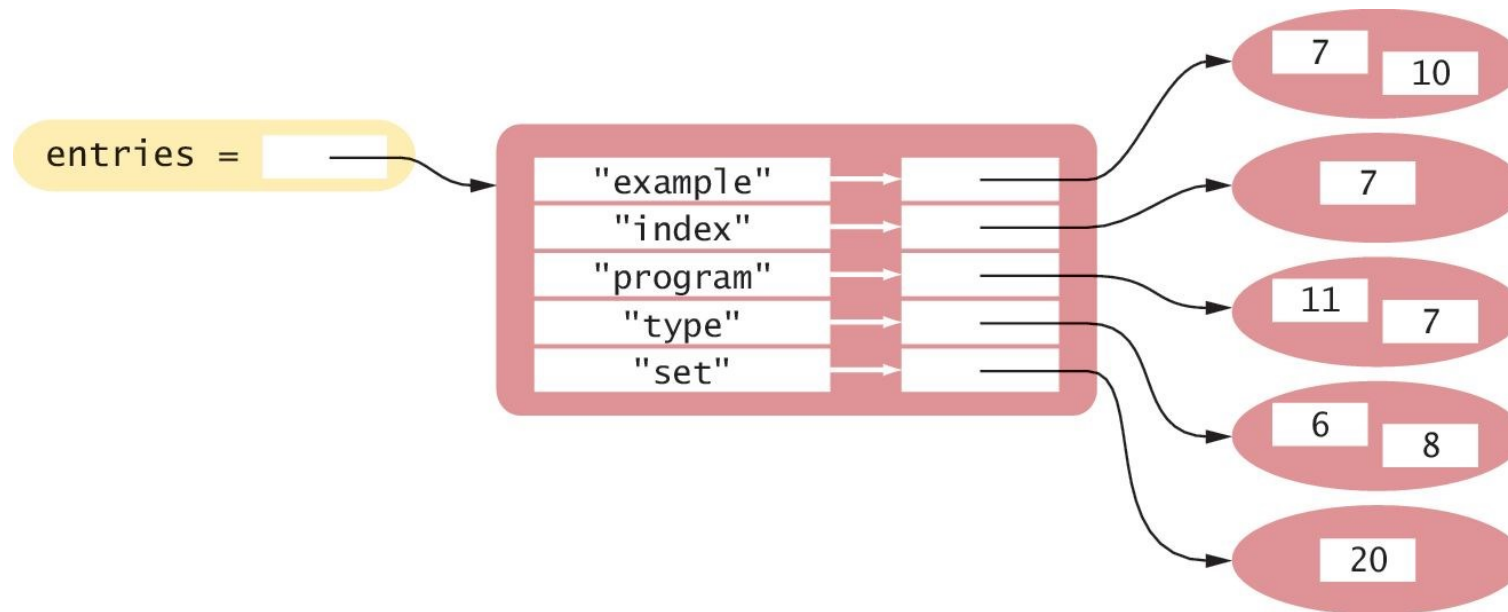 entries =
"example"
"index"
"program"
"type"
"set"
7
10
7
11
7
6
8
20